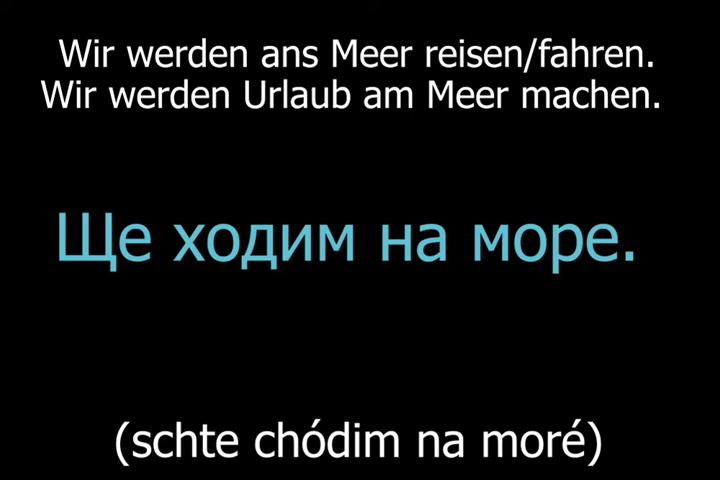 Wir werden ans Meer reisen/fahren.
Wir werden Urlaub am Meer machen.
Ще ходим на море.
(schte chódim na moré)